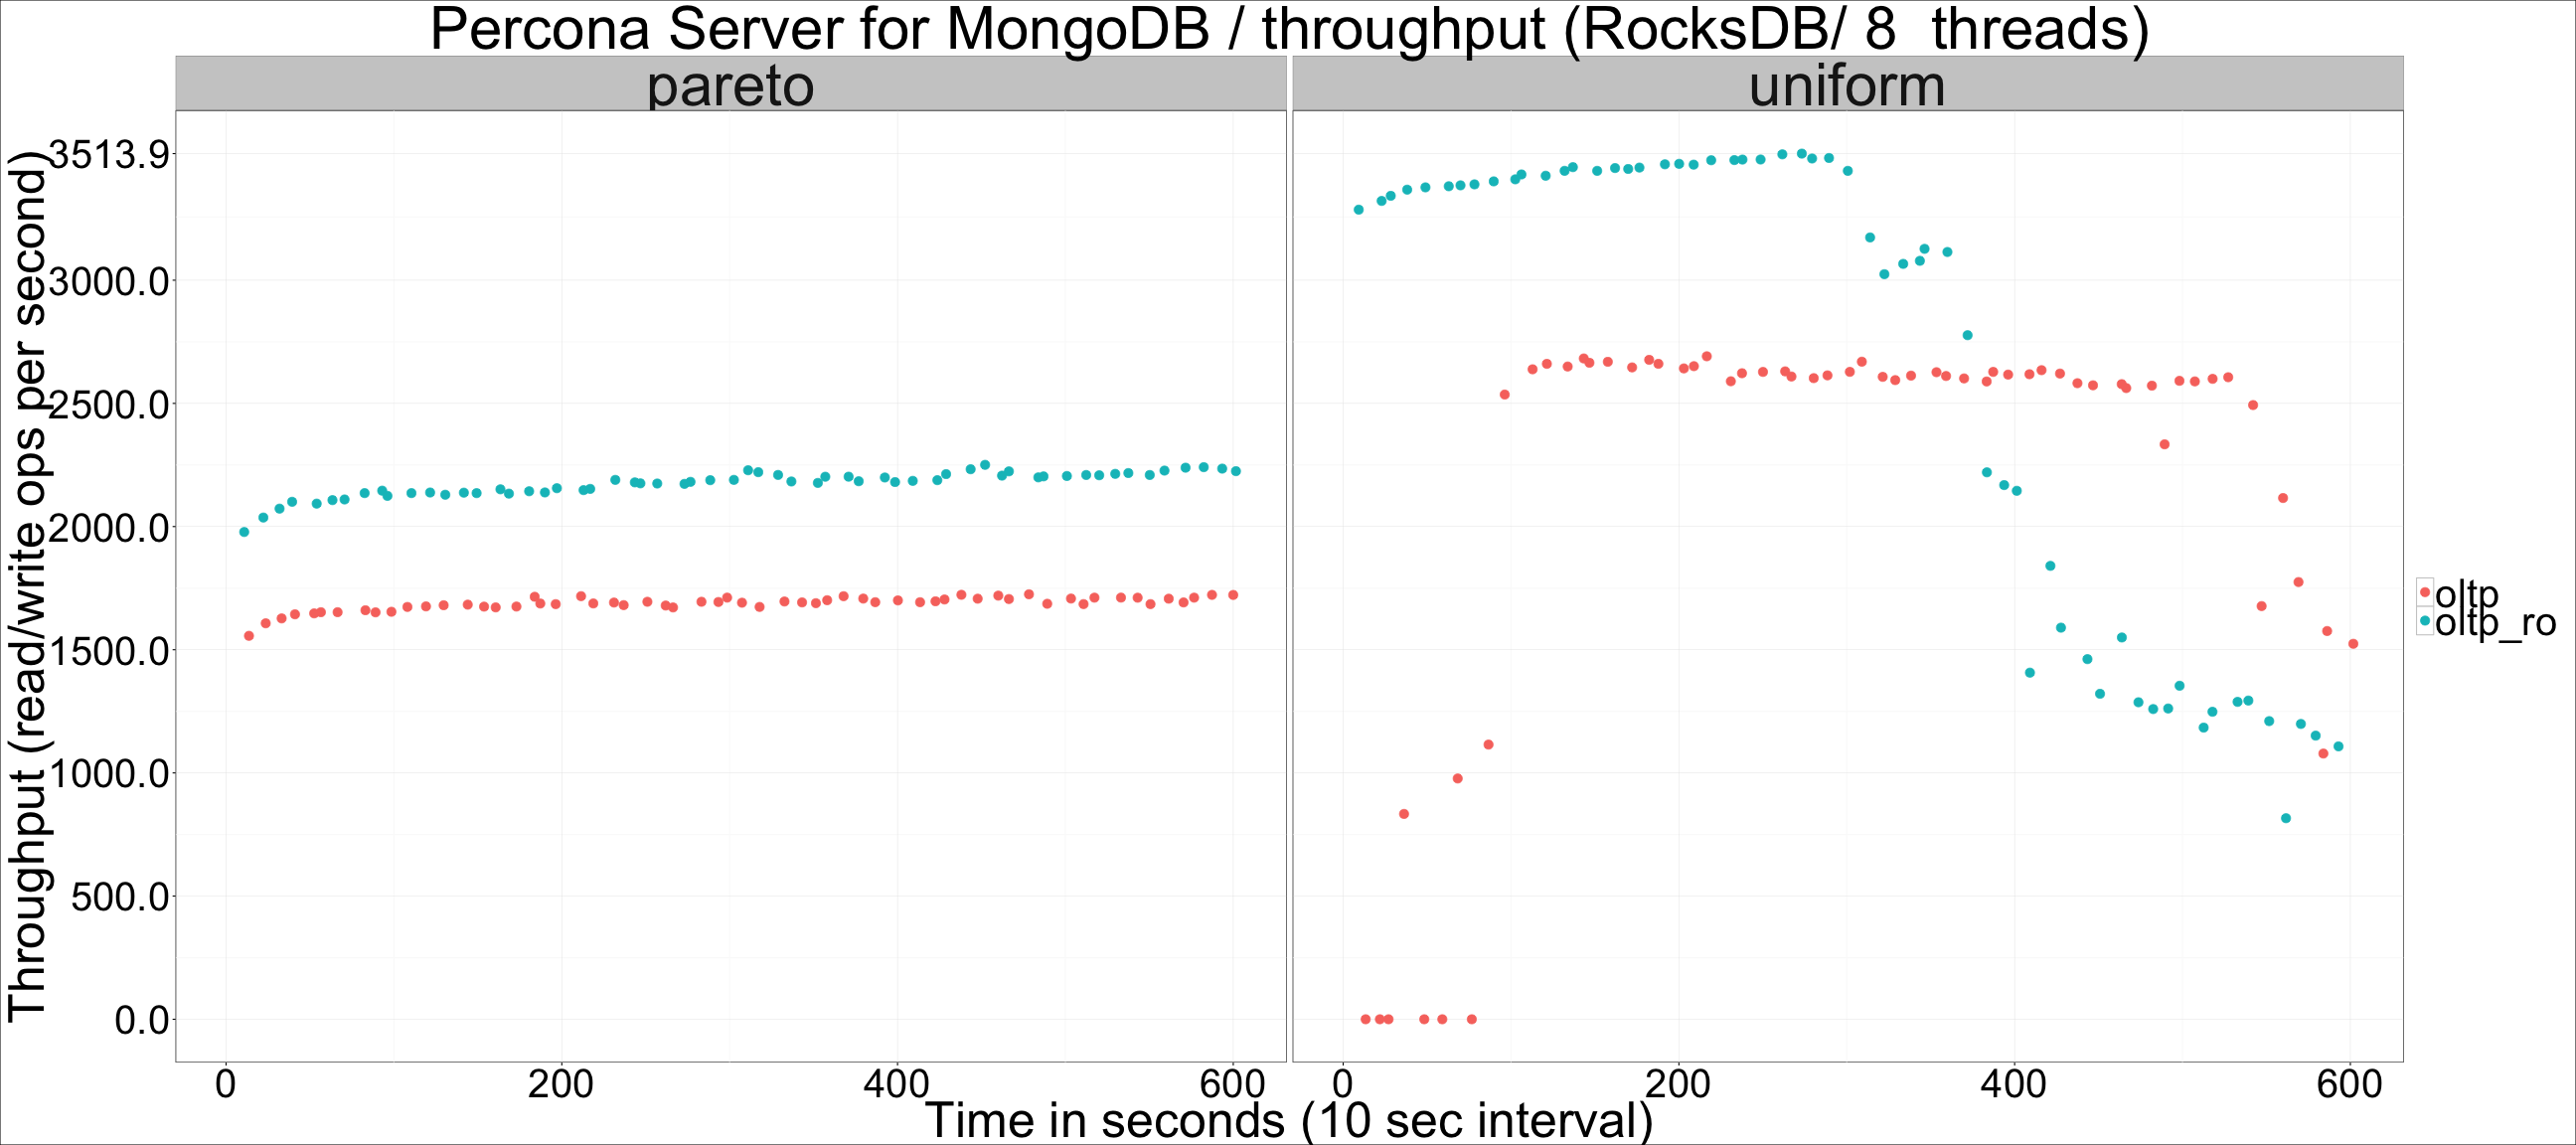 Percona Server for MongoDB / throughput (RocksDB/ 8  threads)
pareto
uniform
Throughput (read/write ops per second)
3513.9
3000.0
2500.0
2000.0
1500.0
1000.0
500.0
0.0
0 200 400 600
0 200 400 600
Time in seconds (10 sec interval)
oltp
oltp_ro